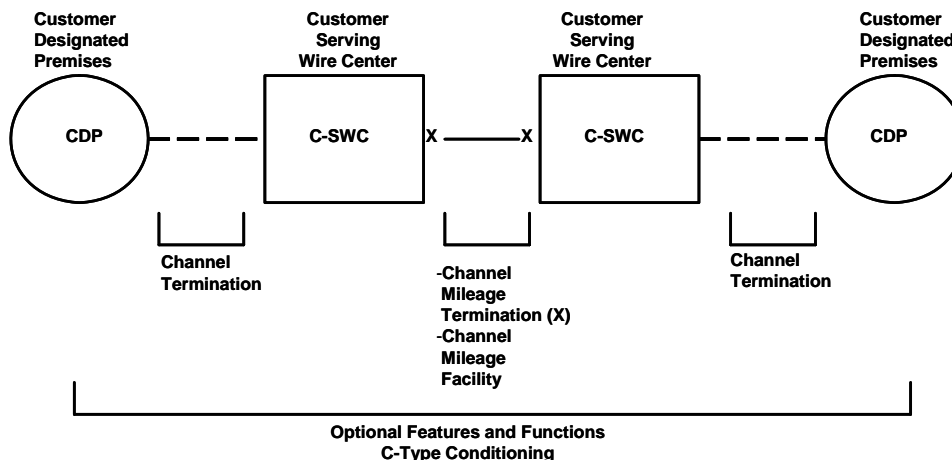 Customer
Designated
Premises
Customer
Serving
Wire Center
Customer
Serving
Wire Center
Customer
Designated
Premises
CDP
C-SWC
X
X
C-SWC
CDP
Channel
Termination
-Channel
Mileage
Termination (X)
-Channel
Mileage
Facility
Channel
Termination
Optional Features and Functions
C-Type Conditioning